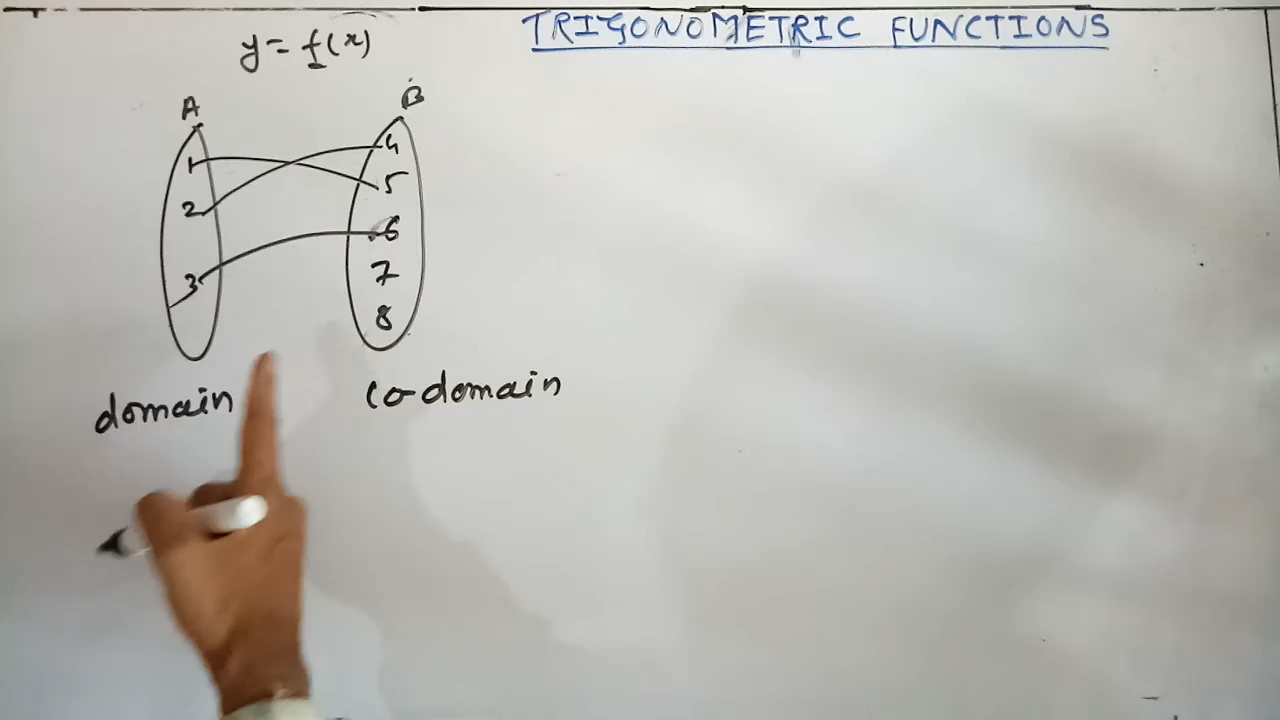 TRIGONOMETRIC FUNCTIONS
y = f(x)
A B
1 4
2 5
3 6
7
8
domain co-domain